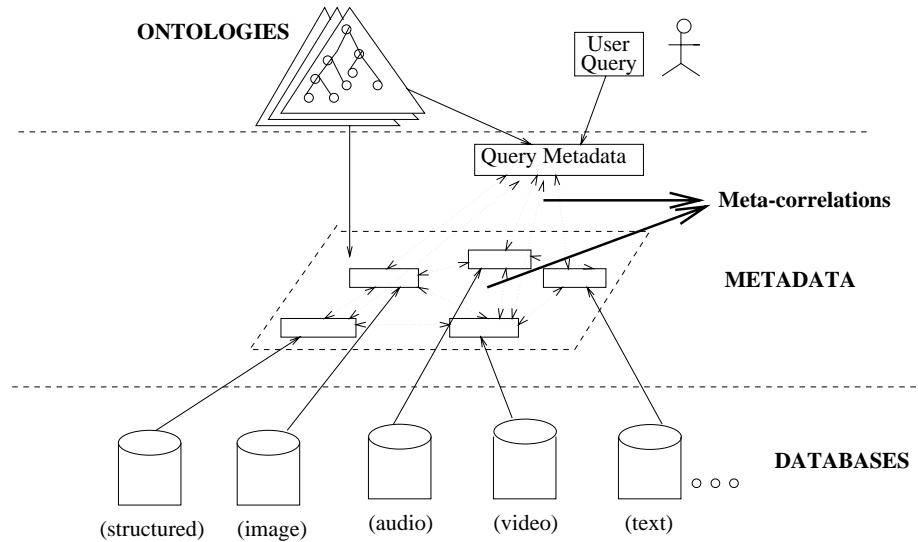 ONTOLOGIES
User
Query
Query Metadata
Meta-correlations
METADATA
DATABASES
(structured)
(image)
(audio)
(video)
(text)